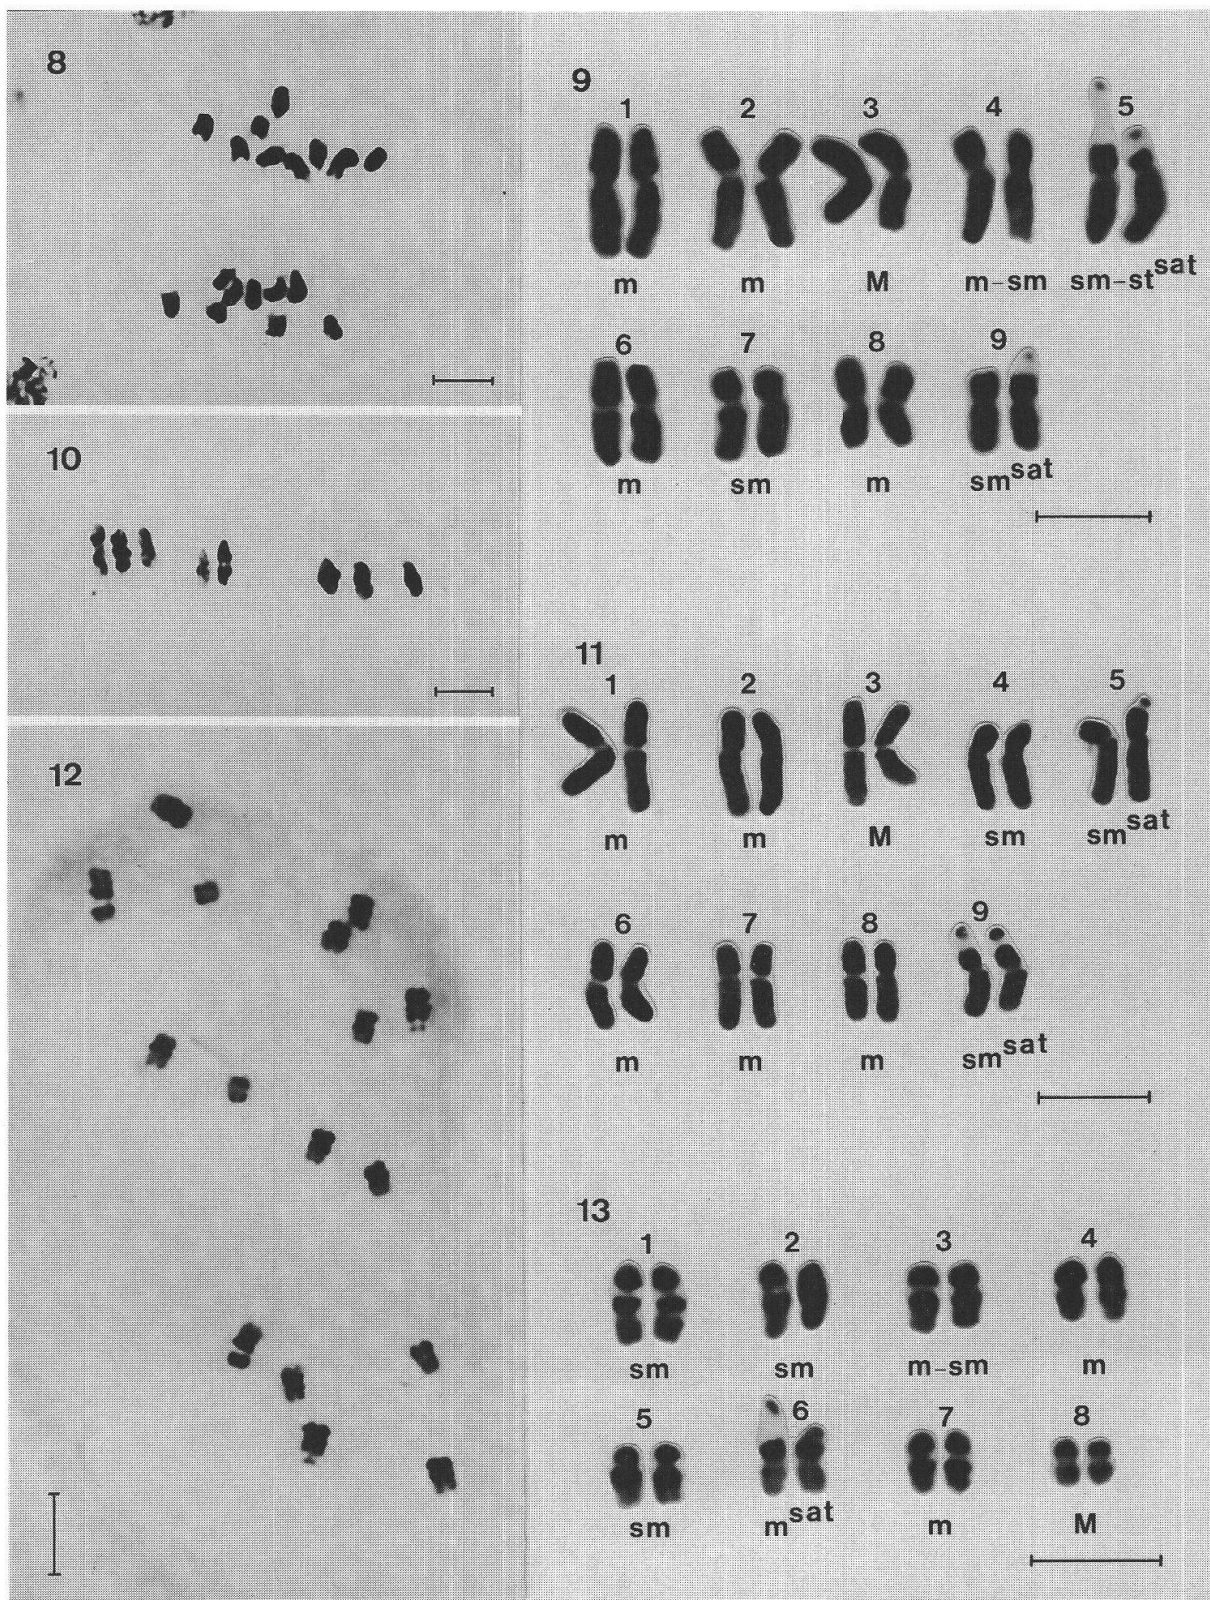 8
10
12
9
1 2 3 4 5
m m M m-sm sm-st sat
6 7 8 9
m sm m sm sat
11
1 2 3 4 5
m m M sm sm sat
6 7 8 9
m m m sm sat
13
1 2 3 4
sm sm m-sm m
5 6 7 8
sm m sat m M